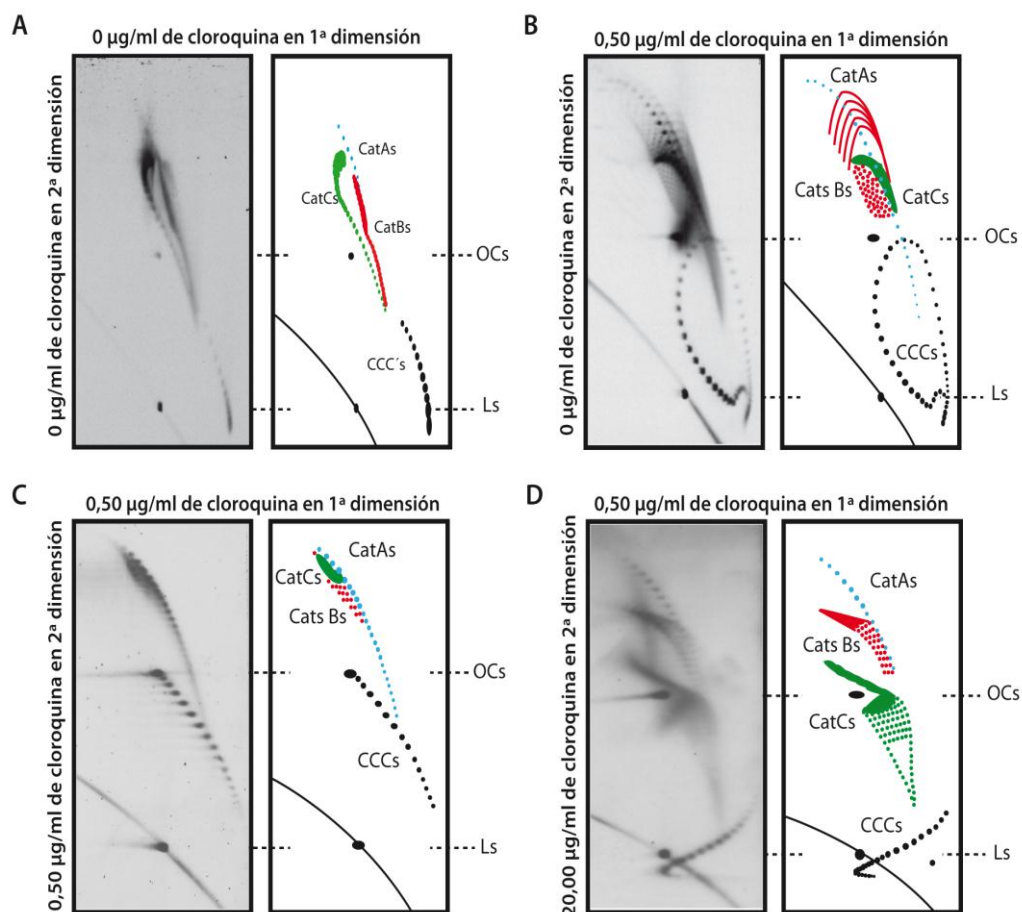 A
0 µg/ml de cloroquina en 1ª dimensión
0 µg/ml de cloroquina en 2ª dimensión
CatAs
CatCs
CatBs
OCs
CCC´s
Ls
B
0,50 µg/ml de cloroquina en 1ª dimensión
0 µg/ml de cloroquina en 2ª dimensión
CatAs
Cats Bs
CatCs
OCs
CCCs
Ls
C
0,50 µg/ml de cloroquina en 1ª dimensión
0,50 µg/ml de cloroquina en 2ª dimensión
CatAs
CatCs
Cats Bs
OCs
CCCs
Ls
D
0,50 µg/ml de cloroquina en 1ª dimensión
20,00 µg/ml de cloroquina en 2ª dimensión
CatAs
Cats Bs
OCs
CatCs
CCCs
Ls